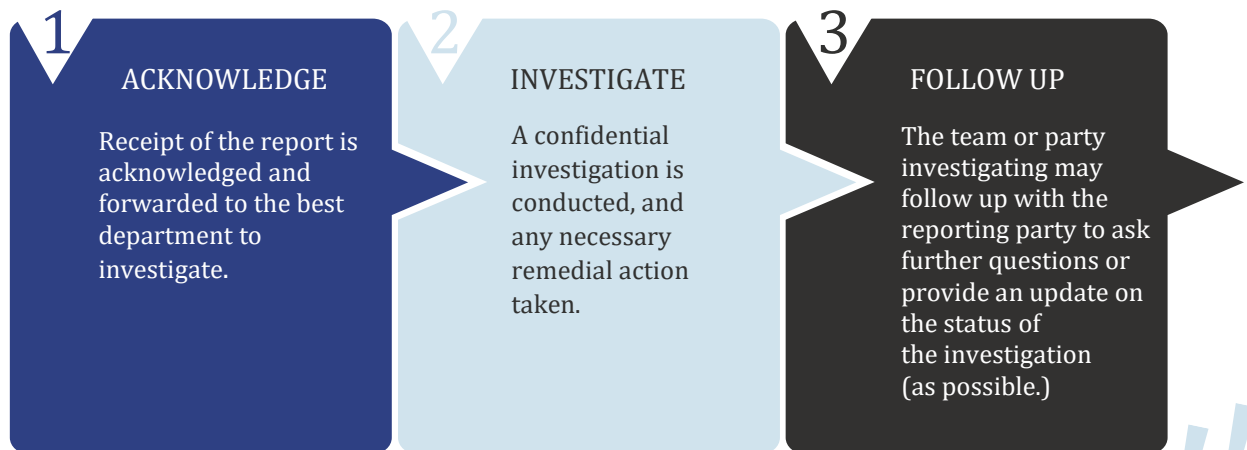 1
ACKNOWLEDGE
Receipt of the report is
acknowledged and
forwarded to the best
department to
investigate.
2
INVESTIGATE
A confidential
investigation is
conducted, and
any necessary
remedial action
taken.
3
FOLLOW UP
The team or party
investigating may
follow up with the
reporting party to ask
further questions or
provide an update on
the status of
the investigation
(as possible.)